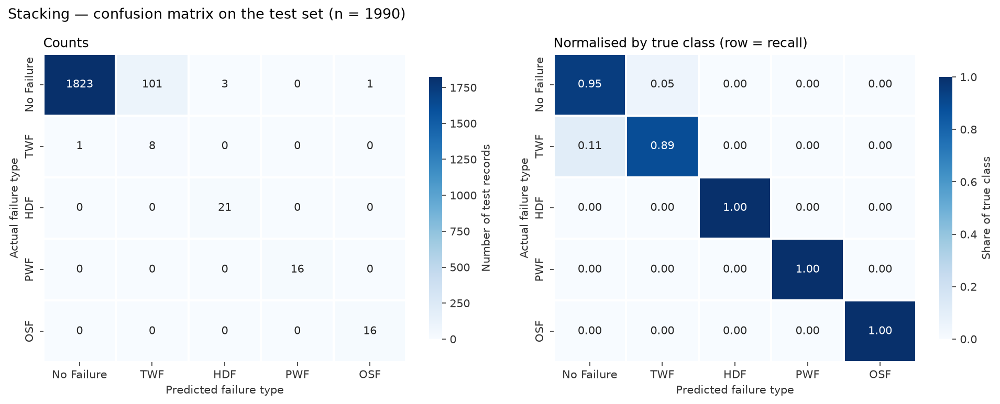 Stacking — confusion matrix on the test set (n = 1990)
Counts
No Failure 1823 101 3 0 1
TWF 1 8 0 0 0
HDF 0 0 21 0 0
PWF 0 0 0 16 0
OSF 0 0 0 0 16
No Failure TWF HDF PWF OSF
Predicted failure type
Actual failure type
1750
1500
1250
1000
750
500
250
0
Number of test records
Normalised by true class (row = recall)
No Failure 0.95 0.05 0.00 0.00 0.00
TWF 0.11 0.89 0.00 0.00 0.00
HDF 0.00 0.00 1.00 0.00 0.00
PWF 0.00 0.00 0.00 1.00 0.00
OSF 0.00 0.00 0.00 0.00 1.00
No Failure TWF HDF PWF OSF
Predicted failure type
Actual failure type
1.0
0.8
0.6
0.4
0.2
0.0
Share of true class